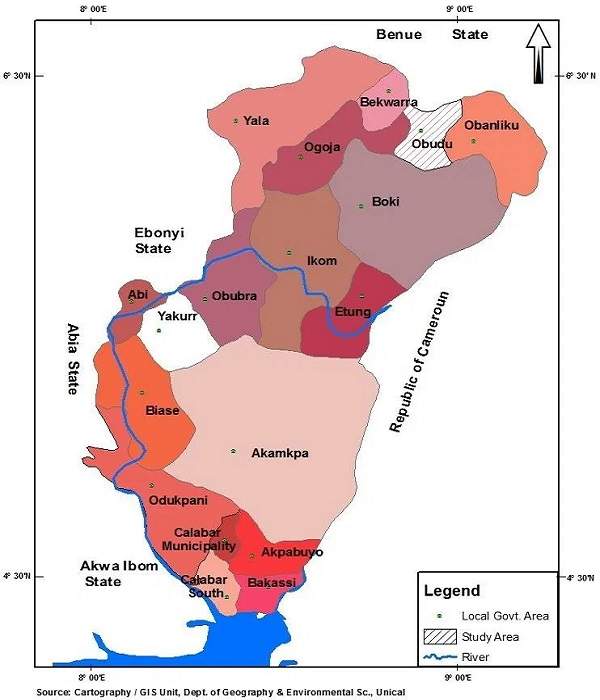 8° 00'E
9° 00'E
Benue State
6° 30'N
6° 30'N
Bekwarra
Yala
Obanliku
Obudu
Ogoja
Boki
Ebonyi
State
Ikom
Abi
Obubra
Yakurr
Etung
Abia State
Republic of Cameroun
Biase
Akamkpa
Odukpani
Calabar
Municipality
Akpabuyo
Akwa Ibom
State
Calabar
South
Bakassi
4° 30'N
4° 30'N
Legend
Local Govt. Area
Study Area
River
8° 00'E
9° 00'E
Source: Cartography / GIS Unit, Dept. of Geography & Environmental Sc., Unical